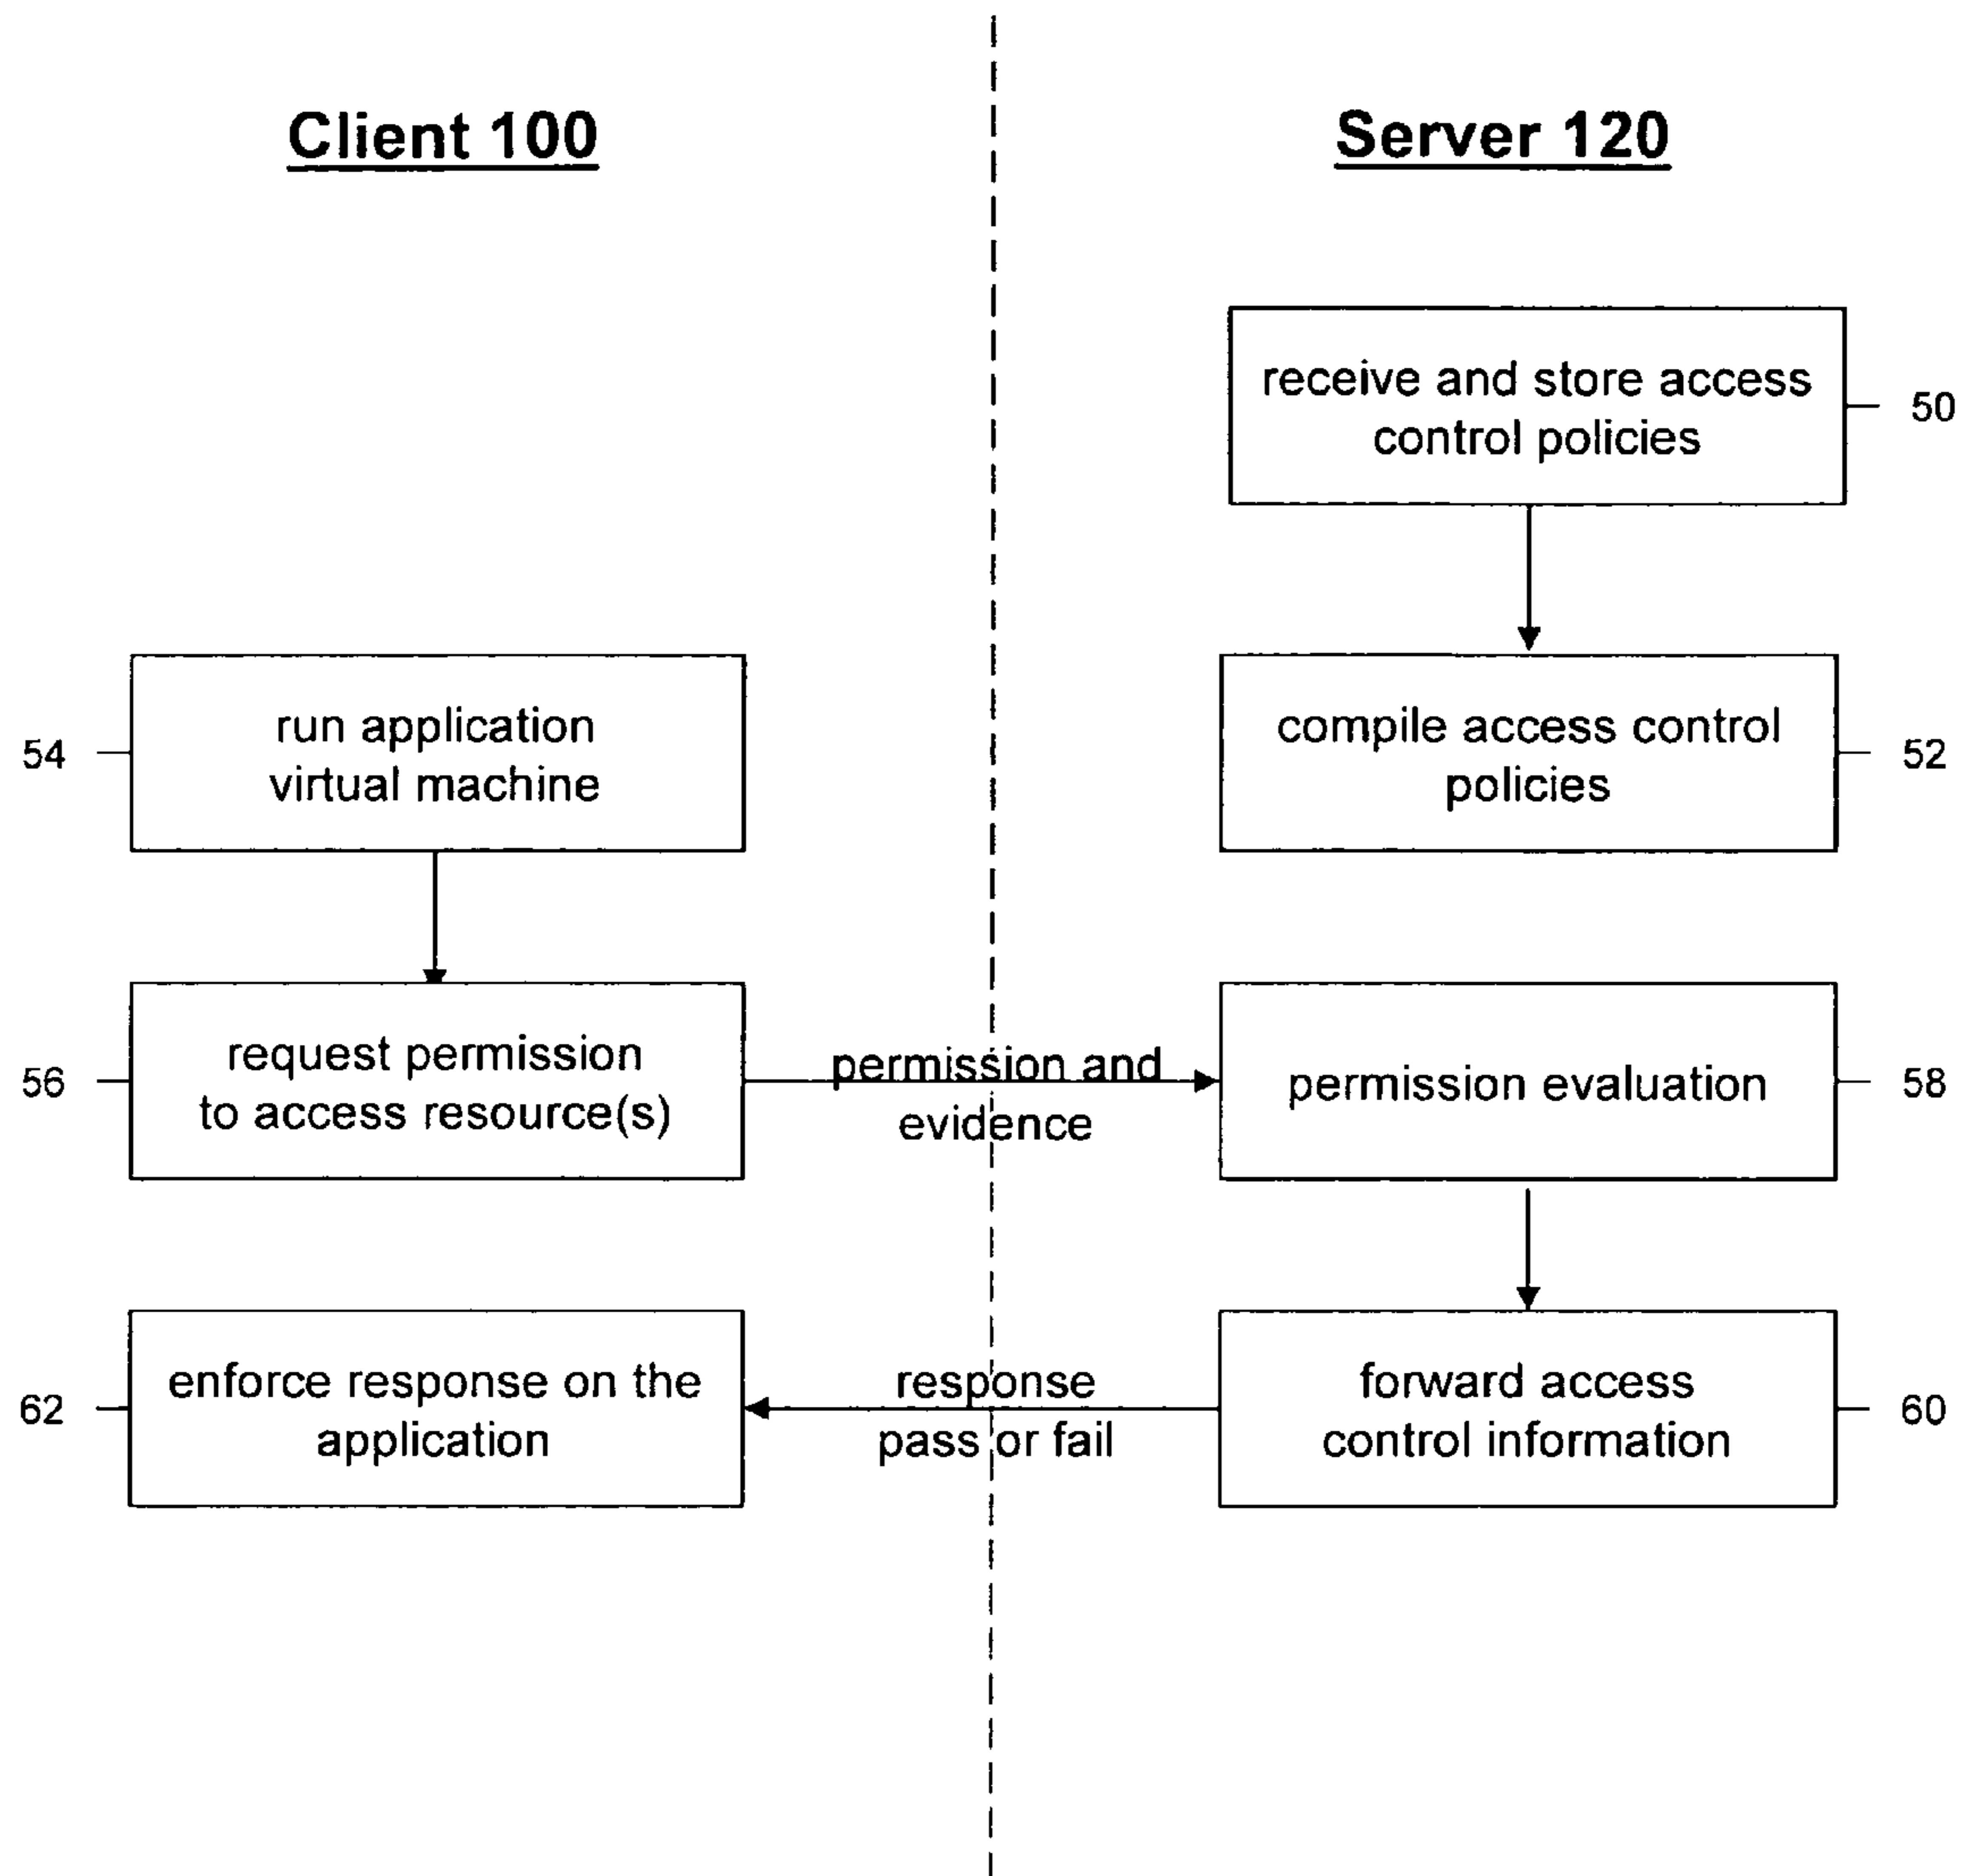 Client 100
Server 120
receive and store access
control policies
50
54
run application
virtual machine
compile access control
policies
52
56
request permission
to access resource(s)
permission and
evidence
permission evaluation
58
62
enforce response on the
application
response
pass or fail
forward access
control information
60